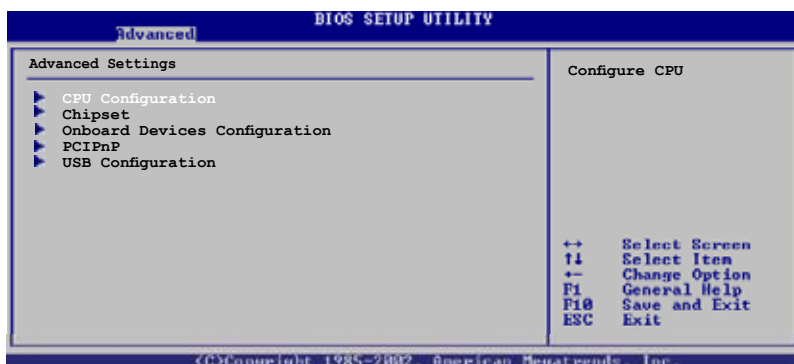 BIOS SETUP UTILITY
Advanced
Advanced Settings
CPU Configuration
Chipset
Onboard Devices Configuration
PCIPnP
USB Configuration
Configure CPU
←→ Select Screen
↑↓ Select Item
+- Change Option
F1 General Help
F10 Save and Exit
ESC Exit
(C)Copyright 1985-2002, American Megatrends, Inc.